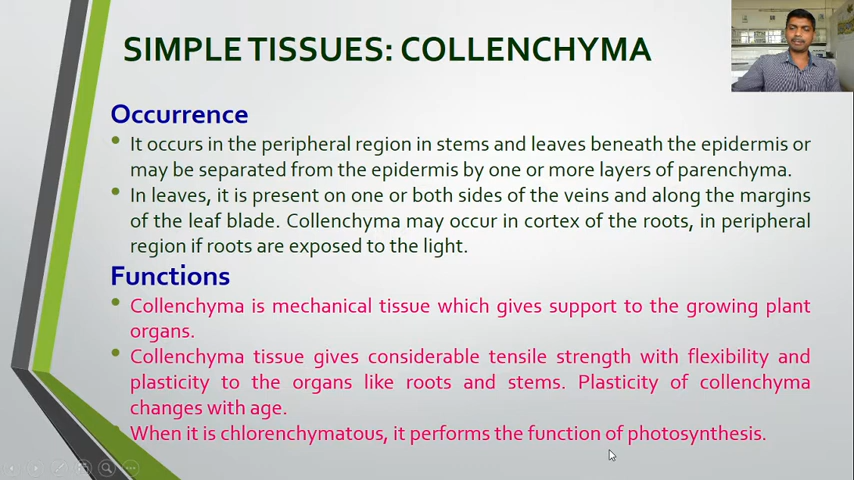 SIMPLE TISSUES: COLLENCHYMA
Occurrence
It occurs in the peripheral region in stems and leaves beneath the epidermis or
may be separated from the epidermis by one or more layers of parenchyma.
In leaves, it is present on one or both sides of the veins and along the margins
of the leaf blade. Collenchyma may occur in cortex of the roots, in peripheral
region if roots are exposed to the light.
Functions
Collenchyma is mechanical tissue which gives support to the growing plant
organs.
Collenchyma tissue gives considerable tensile strength with flexibility and
plasticity to the organs like roots and stems. Plasticity of collenchyma
changes with age.
When it is chlorenchymatous, it performs the function of photosynthesis.